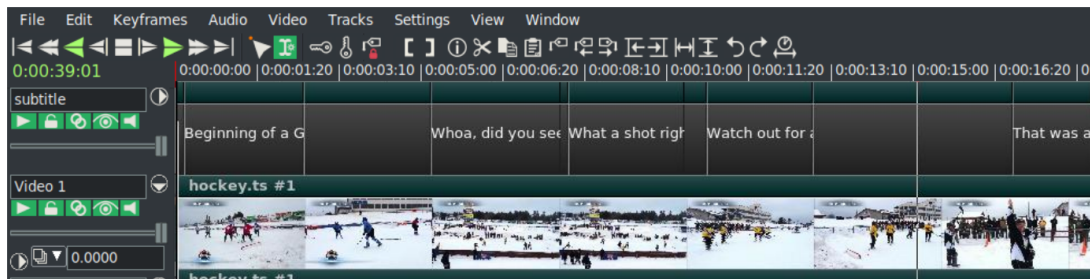 File Edit Keyframes Audio Video Tracks Settings View Window
0:00:39:01
0:00:00:00 |0:00:01:20 |0:00:03:10 |0:00:05:00 |0:00:06:20 |0:00:08:10 |0:00:10:00 |0:00:11:20 |0:00:13:10 |0:00:15:00 |0:00:16:20 |0
subtitle
Beginning of a G
Whoa, did you see
What a shot righ
Watch out for a
That was a
Video 1
hockey.ts #1
0.0000
hockey.ts #1